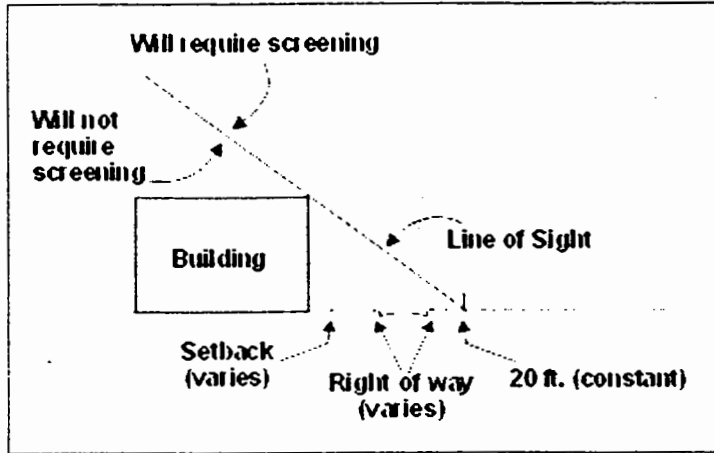 Will require screening
Will not
require
screening
Building
Line of Sight
Setback
(varies)
Right of way
(varies)
20 ft. (constant)